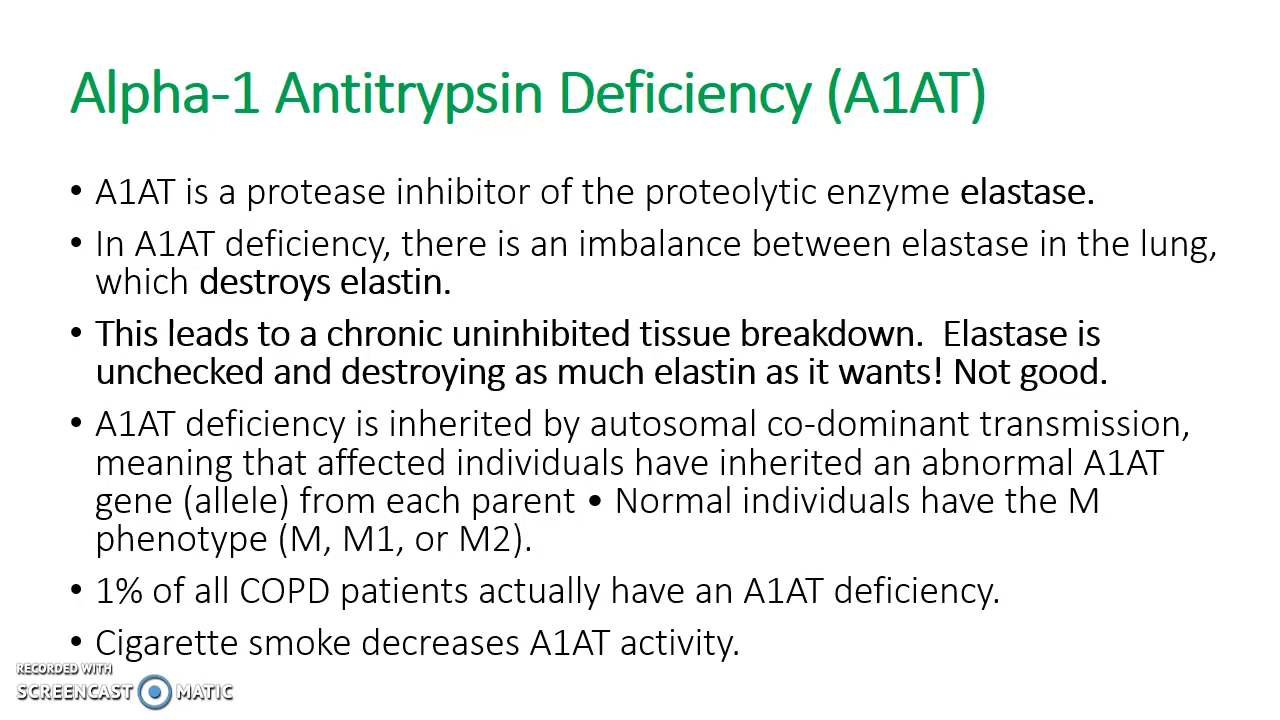 Alpha-1 Antitrypsin Deficiency (A1AT)
• A1AT is a protease inhibitor of the proteolytic enzyme elastase.
• In A1AT deficiency, there is an imbalance between elastase in the lung,
which destroys elastin.
• This leads to a chronic uninhibited tissue breakdown.  Elastase is
unchecked and destroying as much elastin as it wants! Not good.
• A1AT deficiency is inherited by autosomal co-dominant transmission,
meaning that affected individuals have inherited an abnormal A1AT
gene (allele) from each parent • Normal individuals have the M
phenotype (M, M1, or M2).
• 1% of all COPD patients actually have an A1AT deficiency.
• Cigarette smoke decreases A1AT activity.
RECORDED WITH
SCREENCAST MATIC